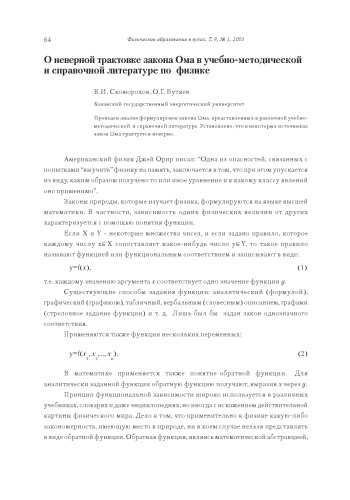 64
Физическое образование в вузах. Т. 9, № 1, 2003
О неверной трактовке закона Ома в учебно-методической
и справочной литературе по физике
В.И. Скоморохов, О.Г. Бутяев
Казанский государственный энергетический университет
Проведен анализ формулировок закона Ома, представленных в различной учебно-
методической и справочной литературе. Установлено, что в некоторых источниках
закон Ома трактуется неверно.
Американский физик Джей Орир писал: “Одна из опасностей, связанных с
попытками “вмучить” физику на память, заключается в том, что при этом упускается
из виду, каким образом получено то или иное уравнение и к какому классу явлений
оно применимо”.
Законы природы, которые изучает физика, формулируются на языке высшей
математики. В частности, зависимость одних физических величин от других
характеризуется с помощью понятия функции.
Если X и Y - некоторые множества чисел, и если задано правило, которое
каждому числу x∈X сопоставляет какое-нибудь число y∈Y, то такое правило
называют функцией или функциональным соответствием и записывают в виде:
y=f(x), (1)
т.е. каждому значению аргумента x соответствует одно значение функции y.
Существующие способы задания функции: аналитический (формулой),
графический (графиком), табличный, вербальным (словесным) описанием, графами
(стрелочное задание функции) и т. д. Лишь был бы задан закон однозначного
соответствия.
Применяются также функции нескольких переменных:
y=f(x₁, x₂,..., xₙ). (2)
В математике применяется также понятие обратной функции. Для
аналитически заданной функции обратную функцию получают, выразив x через y.
Принцип функциональной зависимости широко используется в различных
учебниках, словарях и даже энциклопедиях, но иногда с искажением действительной
картины физического мира. Дело в том, что применительно к физике какую-либо
закономерность, имеющую место в природе, ни в коем случае нельзя представлять
в виде обратной функции. Обратная функция, являясь математической абстракцией,